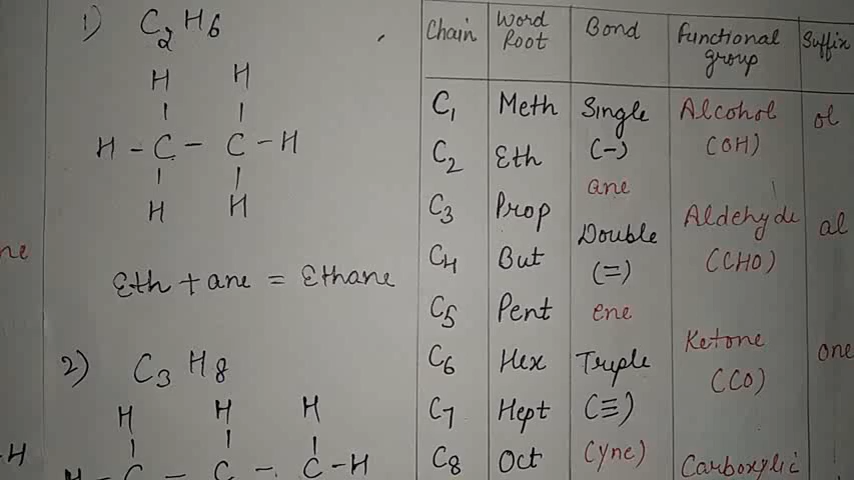 ne
-H
1) C2H6
H H
H - C - C - H
H H
Eth + ane = Ethane
2) C3H8
H H H
H - C - C - C - H
Chain Word Root Bond Functional group Suffix
C1 Meth Single Alcohol ol
(-) (OH)
C2 Eth
ane
C3 Prop Aldehyde al
Double
C4 But (CHO)
(=)
C5 Pent ene
Ketone one
C6 Hex Triple
(CO)
C7 Hept (≡)
C8 Oct (yne) Carboxylic